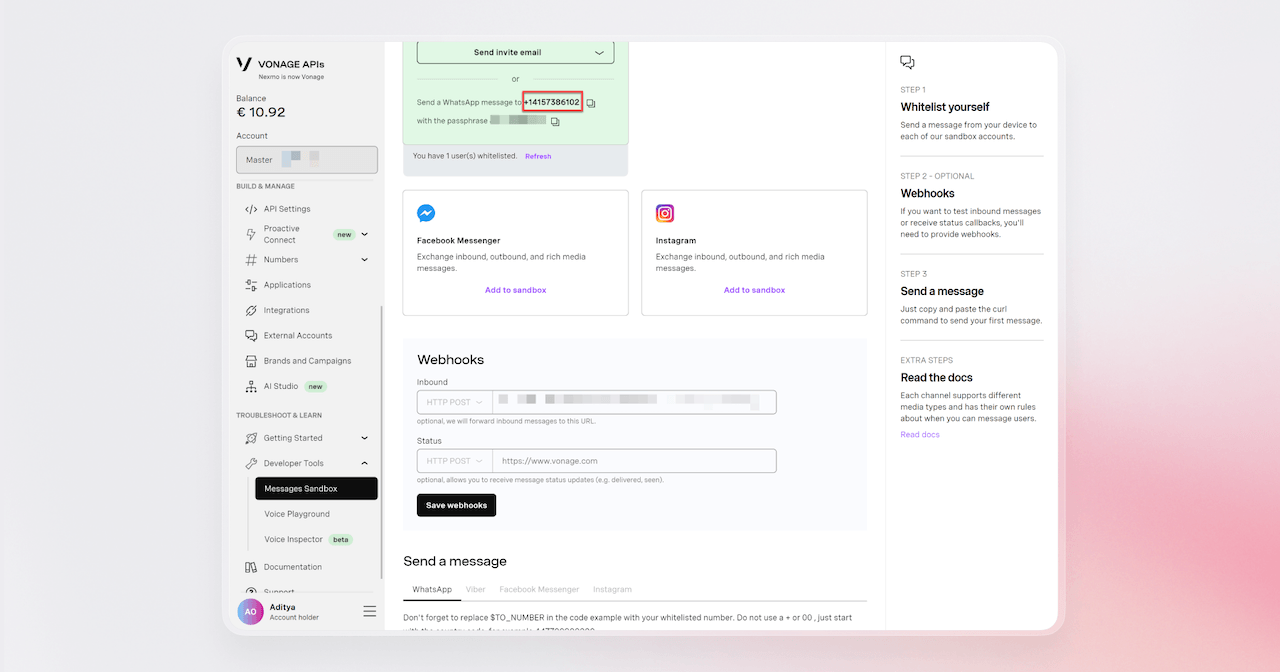 VONAGE APIs
Nexmo is now Vonage
Balance
€ 10.92
Account
Master
BUILD & MANAGE
API Settings
Proactive
Connect
new
Numbers
Applications
Integrations
External Accounts
Brands and Campaigns
AI Studio new
TROUBLESHOOT & LEARN
Getting Started
Developer Tools
Messages Sandbox
Voice Playground
Voice Inspector beta
Documentation
Support
AO
Aditya
Account holder
Send invite email
or
Send a WhatsApp message to +14157386102
with the passphrase
You have 1 user(s) whitelisted. Refresh
Facebook Messenger
Exchange inbound, outbound, and rich media
messages.
Add to sandbox
Instagram
Exchange inbound, outbound, and rich media
messages.
Add to sandbox
Webhooks
Inbound
HTTP POST
optional, we will forward inbound messages to this URL.
Status
HTTP POST https://www.vonage.com
optional, allows you to receive message status updates (e.g. delivered, seen).
Save webhooks
Send a message
WhatsApp Viber Facebook Messenger Instagram
Don't forget to replace $TO_NUMBER in the code example with your whitelisted number. Do not use a + or 00 , just start
with the country code, for example
STEP 1
Whitelist yourself
Send a message from your device to
each of our sandbox accounts.
STEP 2 - OPTIONAL
Webhooks
If you want to test inbound messages
or receive status callbacks, you'll
need to provide webhooks.
STEP 3
Send a message
Just copy and paste the curl
command to send your first message.
EXTRA STEPS
Read the docs
Each channel supports different
media types and has their own rules
about when you can message users.
Read docs